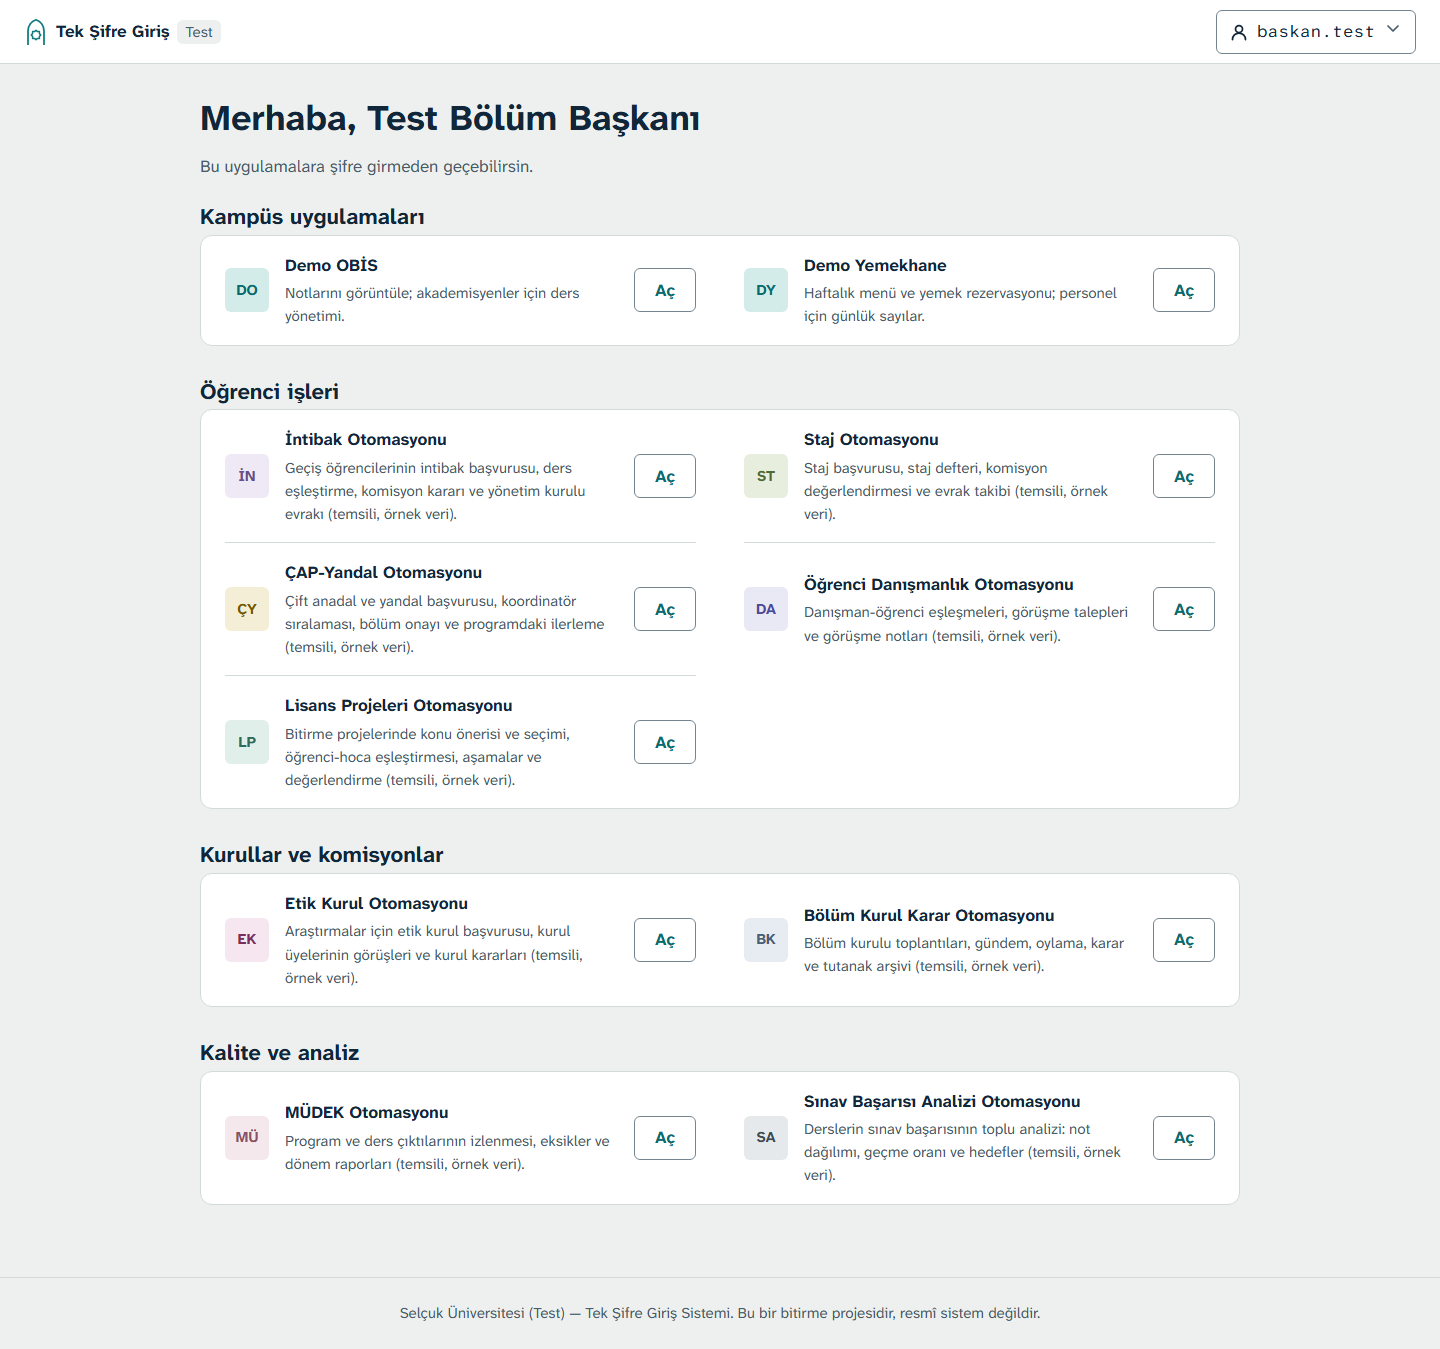 Tek Şifre Giriş Test
baskan.test
Merhaba, Test Bölüm Başkanı
Bu uygulamalara şifre girmeden geçebilirsin.
Kampüs uygulamaları
DO
Demo OBİS
Notlarını görüntüle; akademisyenler için ders
yönetimi.
Aç
DY
Demo Yemekhane
Haftalık menü ve yemek rezervasyonu; personel
için günlük sayılar.
Aç
Öğrenci işleri
İN
İntibak Otomasyonu
Geçiş öğrencilerinin intibak başvurusu, ders
eşleştirme, komisyon kararı ve yönetim kurulu
evrakı (temsili, örnek veri).
Aç
ST
Staj Otomasyonu
Staj başvurusu, staj defteri, komisyon
değerlendirmesi ve evrak takibi (temsili, örnek
veri).
Aç
ÇY
ÇAP-Yandal Otomasyonu
Çift anadal ve yandal başvurusu, koordinatör
sıralaması, bölüm onayı ve programdaki ilerleme
(temsili, örnek veri).
Aç
DA
Öğrenci Danışmanlık Otomasyonu
Danışman-öğrenci eşleşmeleri, görüşme talepleri
ve görüşme notları (temsili, örnek veri).
Aç
LP
Lisans Projeleri Otomasyonu
Bitirme projelerinde konu önerisi ve seçimi,
öğrenci-hoca eşleştirmesi, aşamalar ve
değerlendirme (temsili, örnek veri).
Aç
Kurullar ve komisyonlar
EK
Etik Kurul Otomasyonu
Araştırmalar için etik kurul başvurusu, kurul
üyelerinin görüşleri ve kurul kararları (temsili,
örnek veri).
Aç
BK
Bölüm Kurul Karar Otomasyonu
Bölüm kurulu toplantıları, gündem, oylama, karar
ve tutanak arşivi (temsili, örnek veri).
Aç
Kalite ve analiz
MÜ
MÜDEK Otomasyonu
Program ve ders çıktılarının izlenmesi, eksikler ve
dönem raporları (temsili, örnek veri).
Aç
SA
Sınav Başarısı Analizi Otomasyonu
Derslerin sınav başarısının toplu analizi: not
dağılımı, geçme oranı ve hedefler (temsili, örnek
veri).
Aç
Selçuk Üniversitesi (Test) — Tek Şifre Giriş Sistemi. Bu bir bitirme projesidir, resmî sistem değildir.